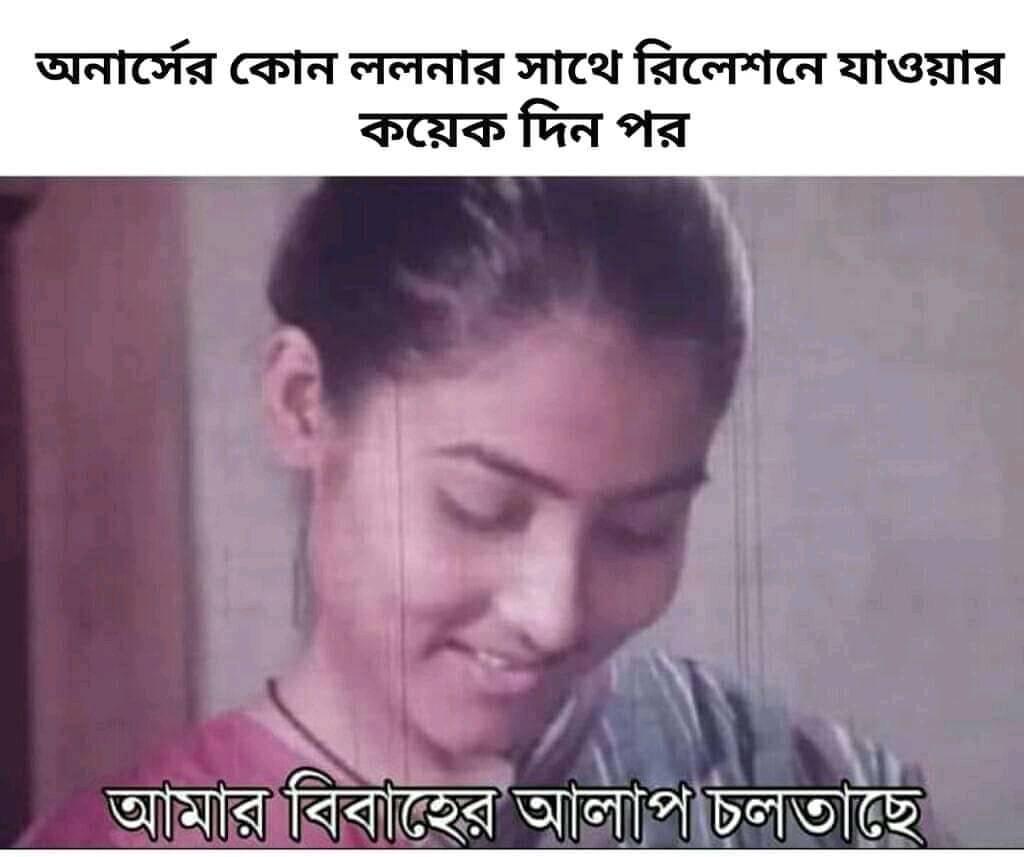 অনার্সের কোন ললনার সাথে রিলেশনে যাওয়ার
কয়েক দিন পর
আমার বিবাহের আলাপ চলতাছে